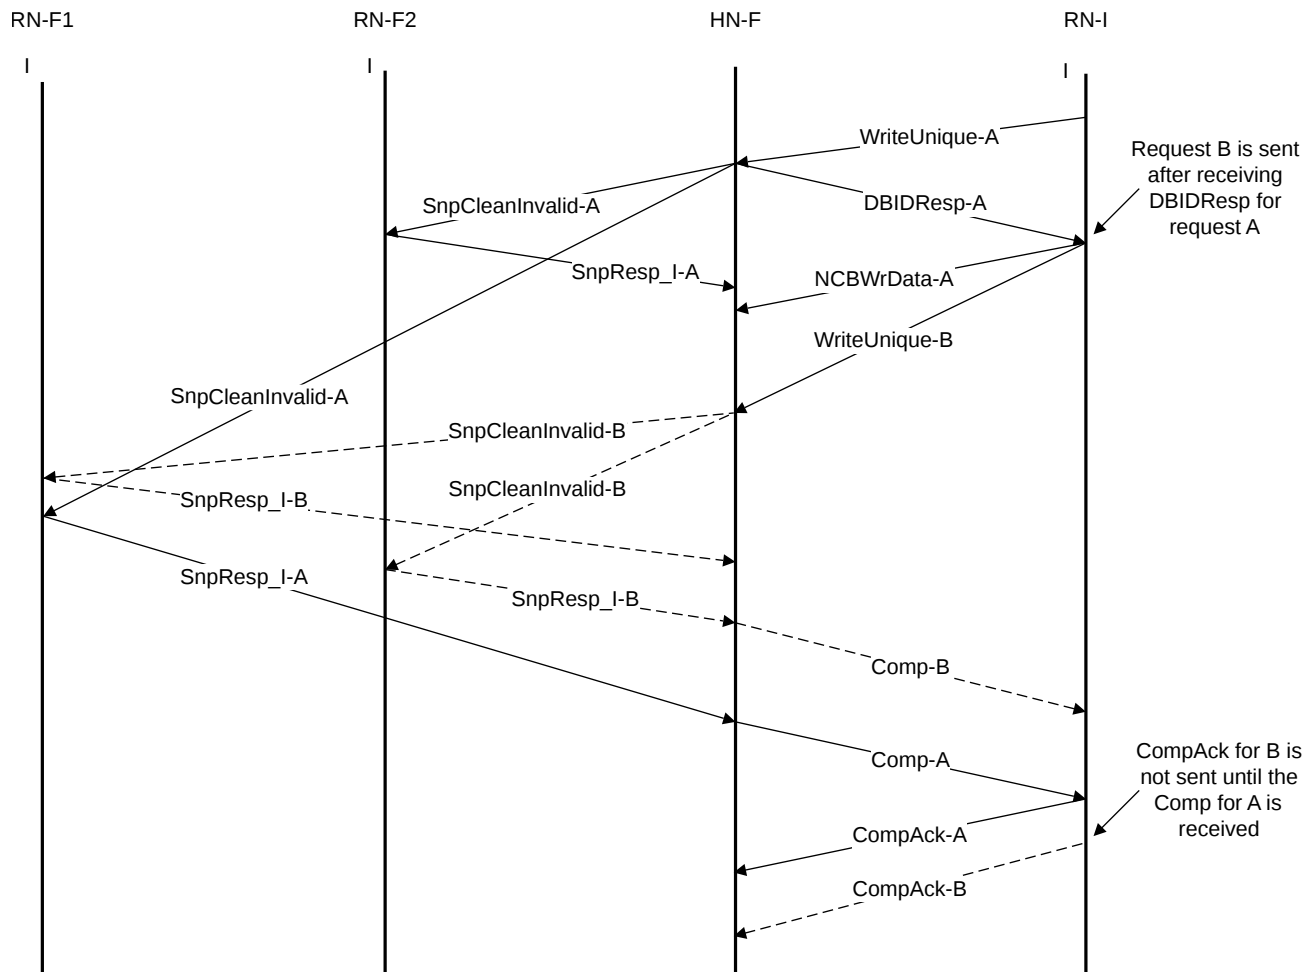 RN-F1
RN-F2
HN-F
RN-I
I
I
I
WriteUnique-A
Request B is sent
after receiving
DBIDResp for
request A
SnpCleanInvalid-A
DBIDResp-A
SnpResp_I-A
NCBWrData-A
WriteUnique-B
SnpCleanInvalid-A
SnpCleanInvalid-B
SnpCleanInvalid-B
SnpResp_I-B
SnpResp_I-A
SnpResp_I-B
Comp-B
Comp-A
CompAck for B is
not sent until the
Comp for A is
received
CompAck-A
CompAck-B